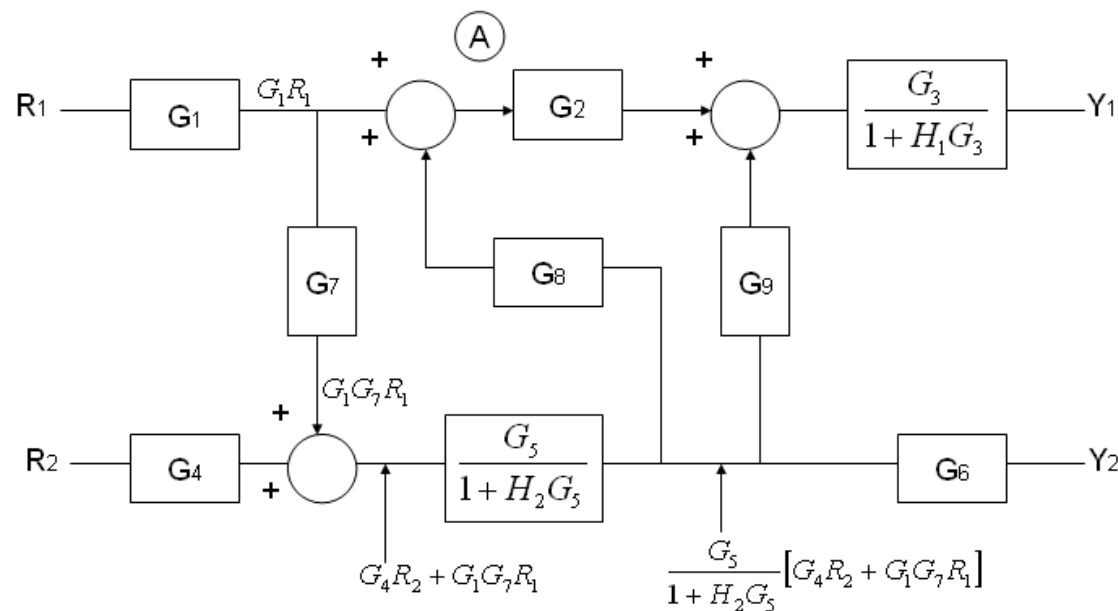 A
+ +
R1 G1 G₁R₁ G2 G₃ / (1 + H₁G₃) Y1
+ +
G7 G8 G9
G₁G₇R₁
+
R2 G4 G₅ / (1 + H₂G₅) G6 Y2
+
G₄R₂ + G₁G₇R₁
G₅ / (1 + H₂G₅) [G₄R₂ + G₁G₇R₁]